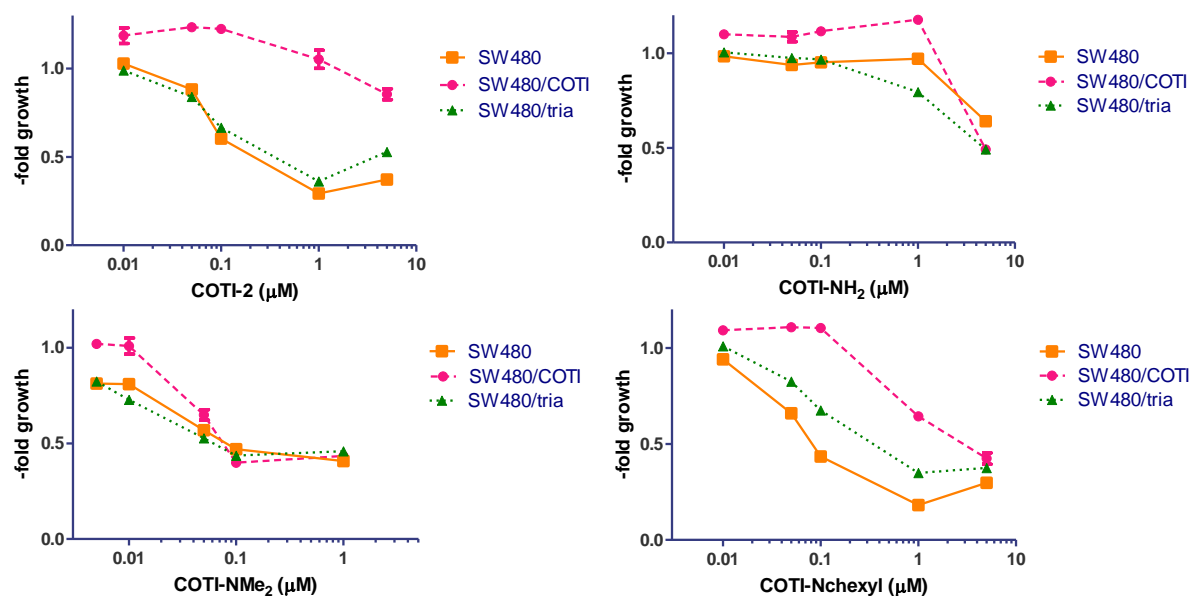 -fold growth
1.0
0.5
0.0
0.01
0.1
1
10
COTI-2 (μM)
SW480
SW480/COTI
SW480/tria
-fold growth
1.0
0.5
0.0
0.01
0.1
1
10
COTI-NH₂ (μM)
SW480
SW480/COTI
SW480/tria
-fold growth
1.0
0.5
0.0
0.01
0.1
1
COTI-NMe₂ (μM)
SW480
SW480/COTI
SW480/tria
-fold growth
1.0
0.5
0.0
0.01
0.1
1
10
COTI-Nchexyl (μM)
SW480
SW480/COTI
SW480/tria